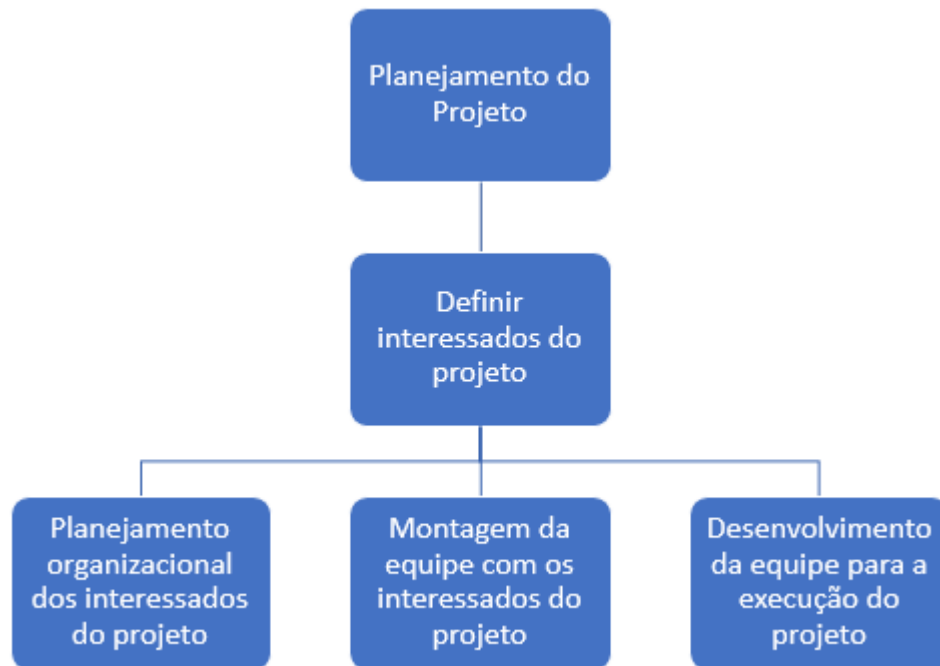 Planejamento do
Projeto
Definir
interessados do
projeto
Planejamento
organizacional
dos interessados
do projeto
Montagem da
equipe com os
interessados do
projeto
Desenvolvimento
da equipe para a
execução do
projeto